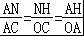 AN/AC = NH/OC = AH/OA